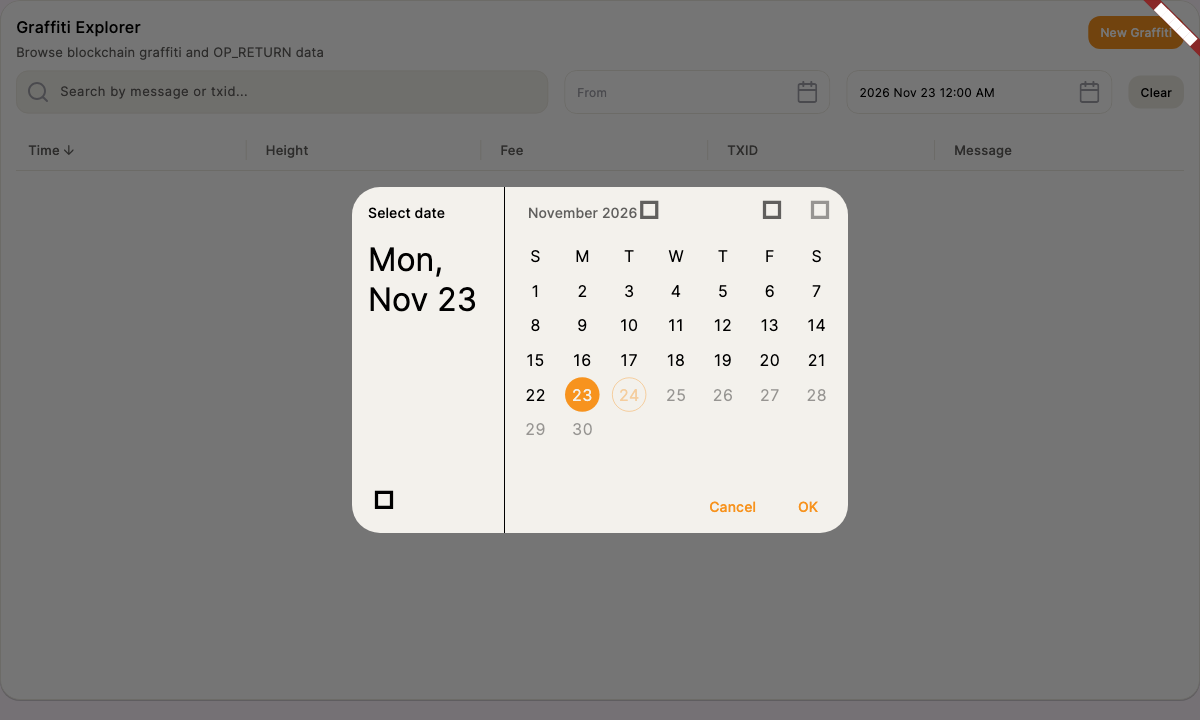 Graffiti Explorer
Browse blockchain graffiti and OP_RETURN data
New Graffiti
Search by message or txid...
From
2026 Nov 23 12:00 AM
Clear
Time
Height
Fee
TXID
Message
Select date
Mon,
Nov 23
November 2026
S M T W T F S
1 2 3 4 5 6 7
8 9 10 11 12 13 14
15 16 17 18 19 20 21
22 23 24 25 26 27 28
29 30
Cancel
OK